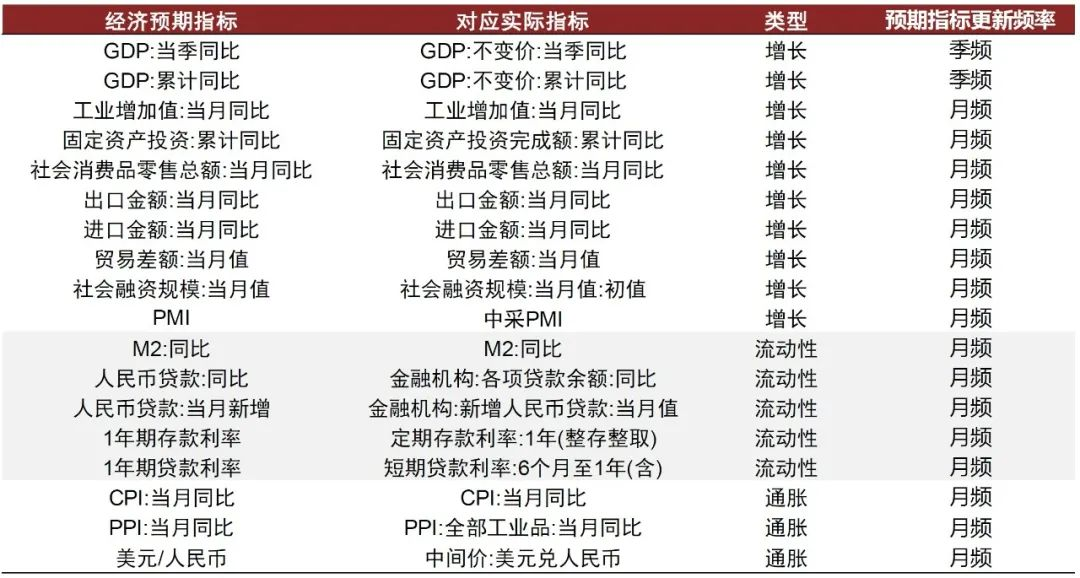 经济预期指标 对应实际指标 类型 预期指标更新频率
GDP:当季同比 GDP:不变价:当季同比 增长 季频
GDP:累计同比 GDP:不变价:累计同比 增长 季频
工业增加值:当月同比 工业增加值:当月同比 增长 月频
固定资产投资:累计同比 固定资产投资完成额:累计同比 增长 月频
社会消费品零售总额:当月同比 社会消费品零售总额:当月同比 增长 月频
出口金额:当月同比 出口金额:当月同比 增长 月频
进口金额:当月同比 进口金额:当月同比 增长 月频
贸易差额:当月值 贸易差额:当月值 增长 月频
社会融资规模:当月值 社会融资规模:当月值:初值 增长 月频
PMI 中采PMI 增长 月频
M2:同比 M2:同比 流动性 月频
人民币贷款:同比 金融机构:各项贷款余额:同比 流动性 月频
人民币贷款:当月新增 金融机构:新增人民币贷款:当月值 流动性 月频
1年期存款利率 定期存款利率:1年(整存整取) 流动性 月频
1年期贷款利率 短期贷款利率:6个月至1年(含) 流动性 月频
CPI:当月同比 CPI:当月同比 通胀 月频
PPI:当月同比 PPI:全部工业品:当月同比 通胀 月频
美元/人民币 中间价:美元兑人民币 通胀 月频